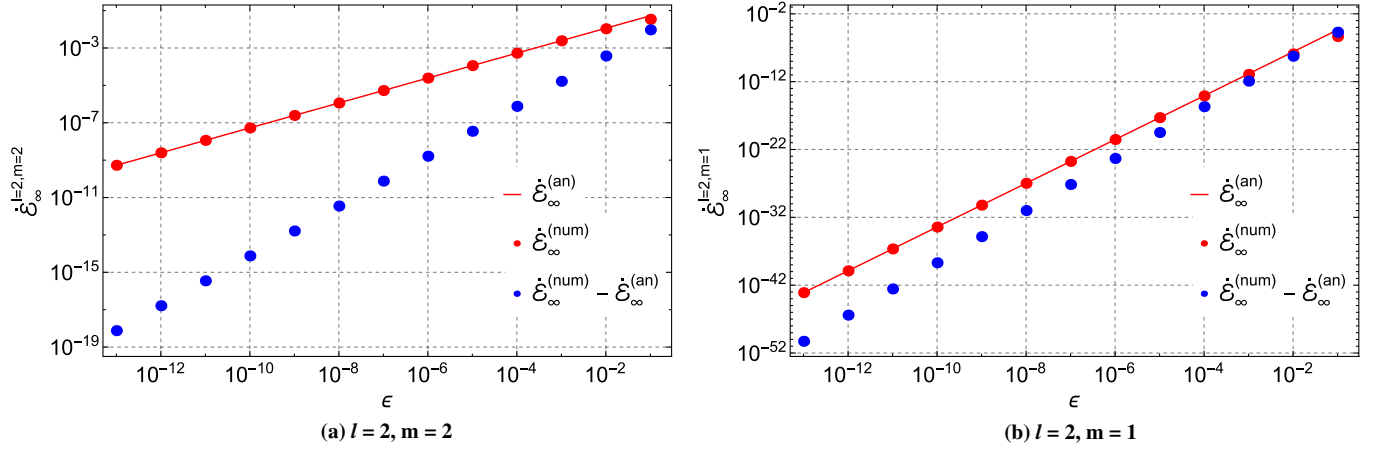 10⁻³
10⁻⁷
10⁻¹¹
10⁻¹⁵
10⁻¹⁹
Ė∞^{l=2,m=2}
Ė∞^(an)
Ė∞^(num)
Ė∞^(num) − Ė∞^(an)
10⁻¹² 10⁻¹⁰ 10⁻⁸ 10⁻⁶ 10⁻⁴ 10⁻²
ϵ
(a) l = 2, m = 2
10⁻²
10⁻¹²
10⁻²²
10⁻³²
10⁻⁴²
10⁻⁵²
Ė∞^{l=2,m=1}
Ė∞^(an)
Ė∞^(num)
Ė∞^(num) − Ė∞^(an)
10⁻¹² 10⁻¹⁰ 10⁻⁸ 10⁻⁶ 10⁻⁴ 10⁻²
ϵ
(b) l = 2, m = 1